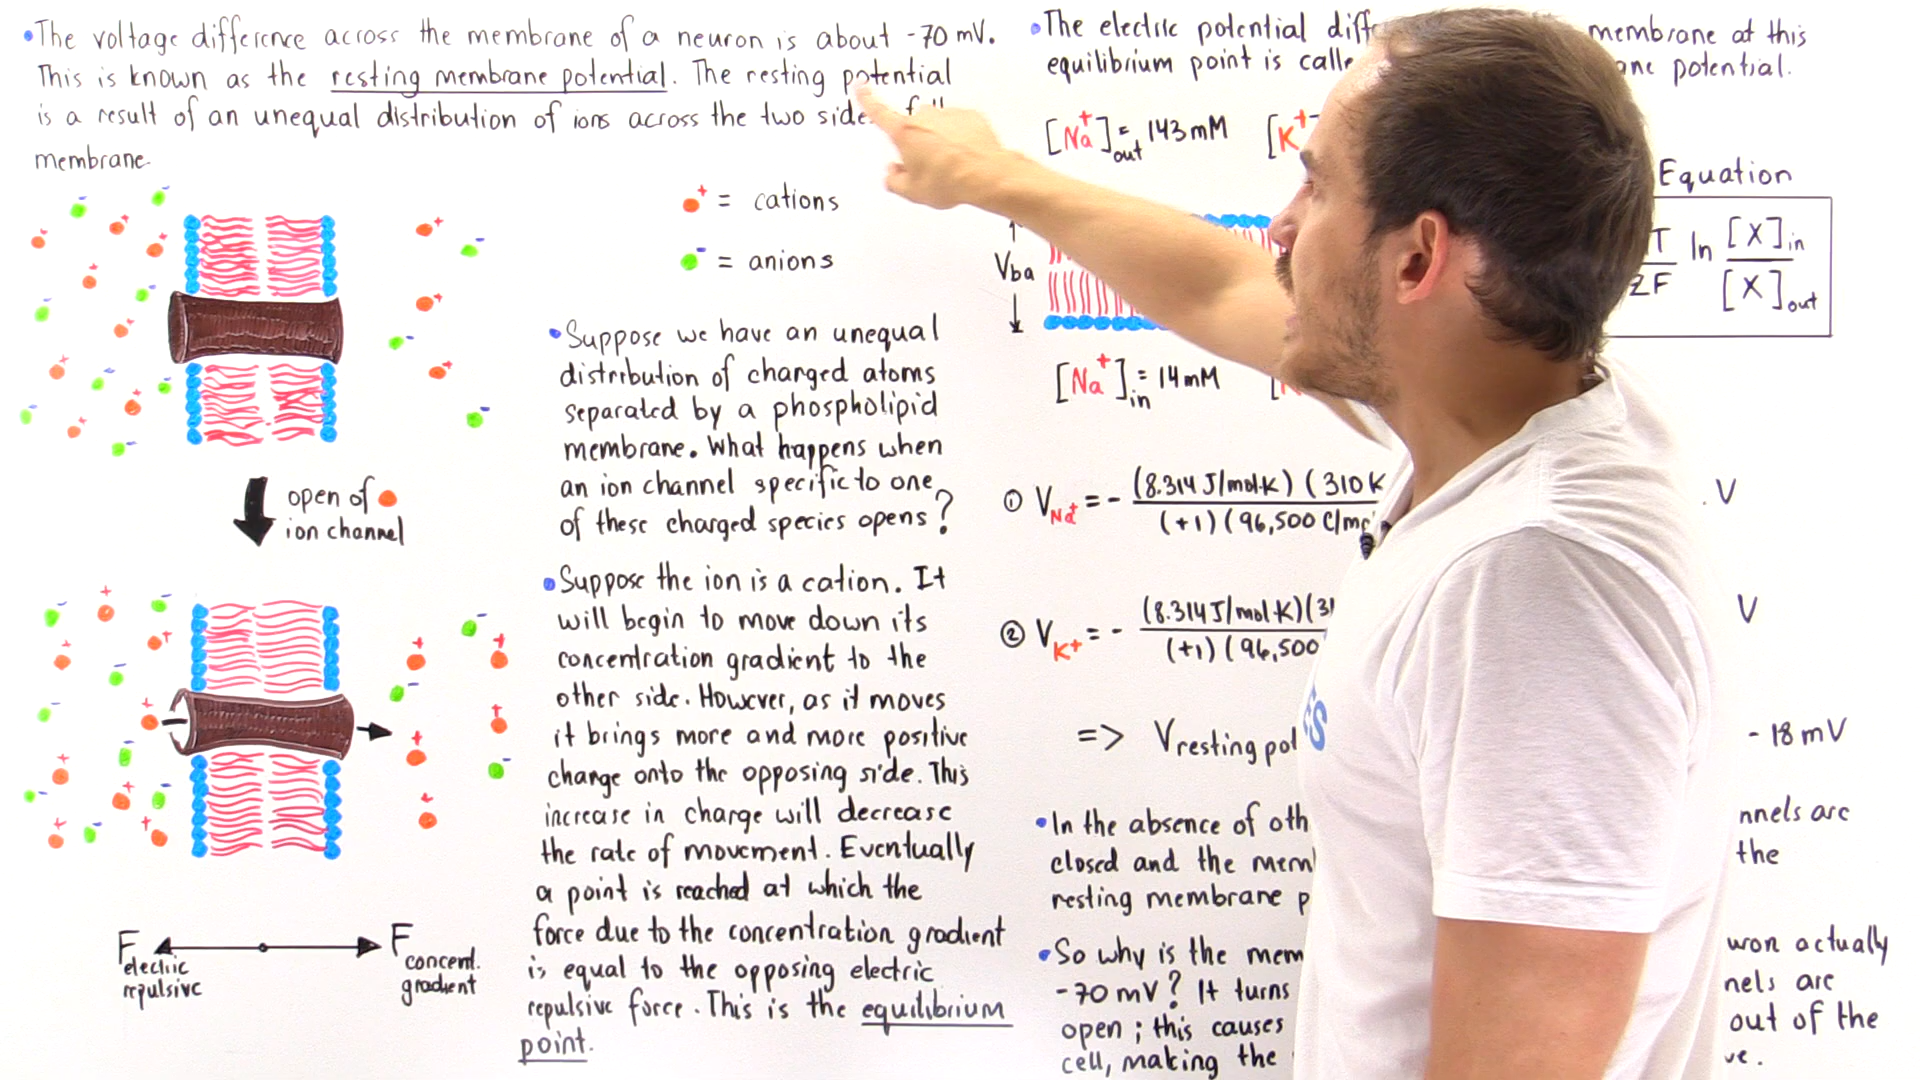 •The voltage difference across the membrane of a neuron is about -70 mV.
This is known as the resting membrane potential. The resting potential
is a result of an unequal distribution of ions across the two side
membrane.
+ = cations
- = anions
open of
ion channel
F electric repulsive
F concent. gradient
•Suppose we have an unequal
distribution of charged atoms
separated by a phospholipid
membrane. What happens when
an ion channel specific to one
of these charged species opens?
•Suppose the ion is a cation. It
will begin to move down its
concentration gradient to the
other side. However, as it moves
it brings more and more positive
charge onto the opposing side. This
increase in charge will decrease
the rate of movement. Eventually
a point is reached at which the
force due to the concentration gradient
is equal to the opposing electric
repulsive force. This is the equilibrium
point.
•The electric potential diff membrane at this
equilibrium point is calle potential.
[Na+]out = 143 mM [K+
Equation
Vba
T/ZF ln [X]in/[X]out
[Na+]in = 14 mM [
① VNa+ = - (8.314 J/mol·K) (310 K / (+1) (96,500 C/mo V
② VK+ = - (8.314 J/mol·K)(31 / (+1) (96,500 V
=> Vresting pot - 18 mV
•In the absence of oth nnels are
closed and the mem the
resting membrane p
•So why is the mem actually
-70 mV? It turns nels are
open; this causes out of the
cell, making the ve.